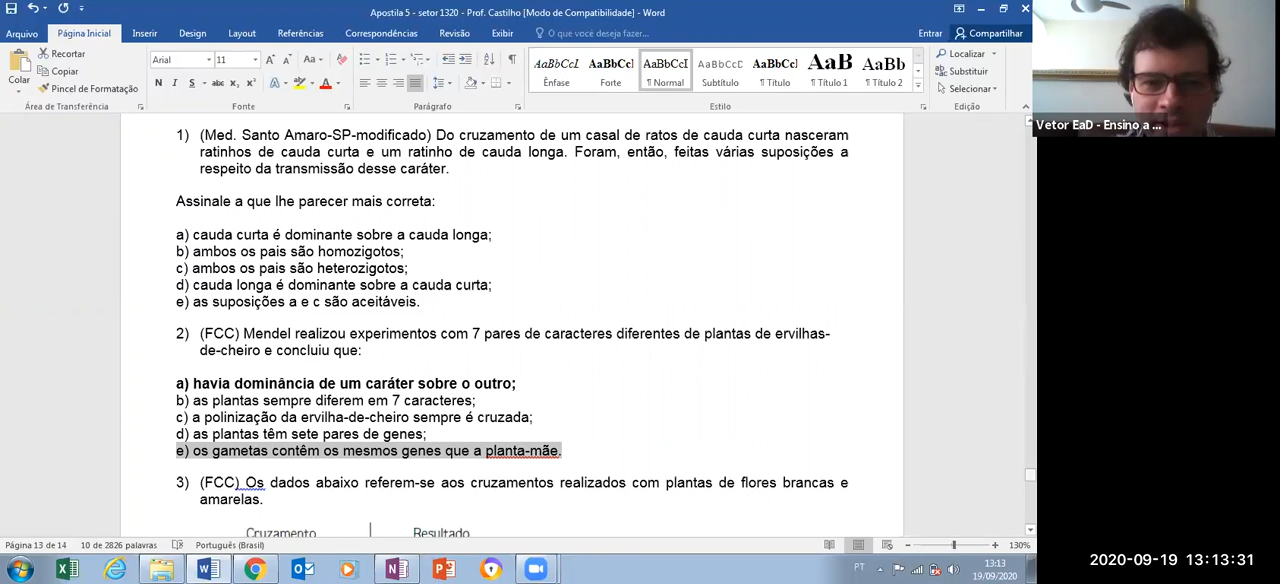 Apostila 5 - setor 1320 - Prof. Castilho [Modo de Compatibilidade] - Word
Arquivo Página Inicial Inserir Design Layout Referências Correspondências Revisão Exibir O que você deseja fazer... Entrar Compartilhar
Colar
Recortar
Copiar
Pincel de Formatação
Área de Transferência
Arial 11
N I S abc x₂ x²
Fonte
Parágrafo
AaBbCcL AaBbCc AaBbCcI AaBbCcI AaBbCc AaB AaBb
Ênfase Forte ¶ Normal Subtítulo ¶ Título ¶ Título 1 ¶ Título 2
Estilo
Localizar
Substituir
Selecionar
Edição
Vetor EaD - Ensino a ...
1) (Med. Santo Amaro-SP-modificado) Do cruzamento de um casal de ratos de cauda curta nasceram
ratinhos de cauda curta e um ratinho de cauda longa. Foram, então, feitas várias suposições a
respeito da transmissão desse caráter.
Assinale a que lhe parecer mais correta:
a) cauda curta é dominante sobre a cauda longa;
b) ambos os pais são homozigotos;
c) ambos os pais são heterozigotos;
d) cauda longa é dominante sobre a cauda curta;
e) as suposições a e c são aceitáveis.
2) (FCC) Mendel realizou experimentos com 7 pares de caracteres diferentes de plantas de ervilhas-
de-cheiro e concluiu que:
a) havia dominância de um caráter sobre o outro;
b) as plantas sempre diferem em 7 caracteres;
c) a polinização da ervilha-de-cheiro sempre é cruzada;
d) as plantas têm sete pares de genes;
e) os gametas contêm os mesmos genes que a planta-mãe.
3) (FCC) Os dados abaixo referem-se aos cruzamentos realizados com plantas de flores brancas e
amarelas.
Cruzamento Resultado
Página 13 de 14 10 de 2826 palavras Português (Brasil) 130%
PT 13:13
19/09/2020
2020-09-19 13:13:31